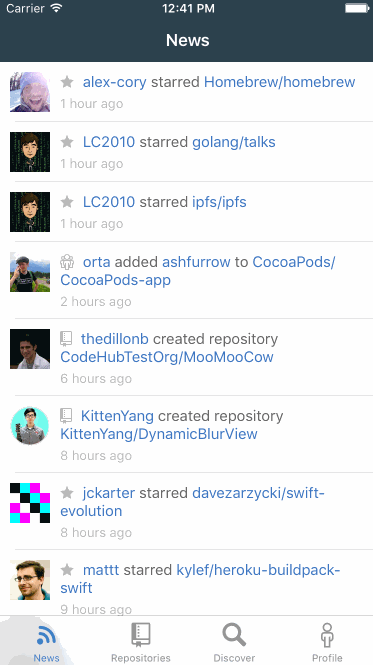 Carrier 12:41 PM
News
alex-cory starred Homebrew/homebrew
1 hour ago
LC2010 starred golang/talks
1 hour ago
LC2010 starred ipfs/ipfs
1 hour ago
orta added ashfurrow to CocoaPods/
CocoaPods-app
2 hours ago
thedillonb created repository
CodeHubTestOrg/MooMooCow
6 hours ago
KittenYang created repository
KittenYang/DynamicBlurView
8 hours ago
jckarter starred davezarzycki/swift-
evolution
8 hours ago
mattt starred kylef/heroku-buildpack-
swift
9 hours ago
News Repositories Discover Profile